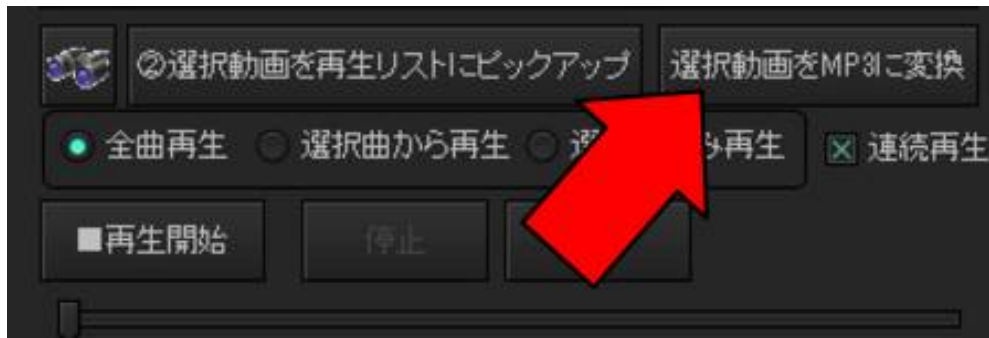 ②選択動画を再生リストにピックアップ 選択動画をMP3に変換
全曲再生 選択曲から再生 選 み再生 連続再生
■再生開始 停止